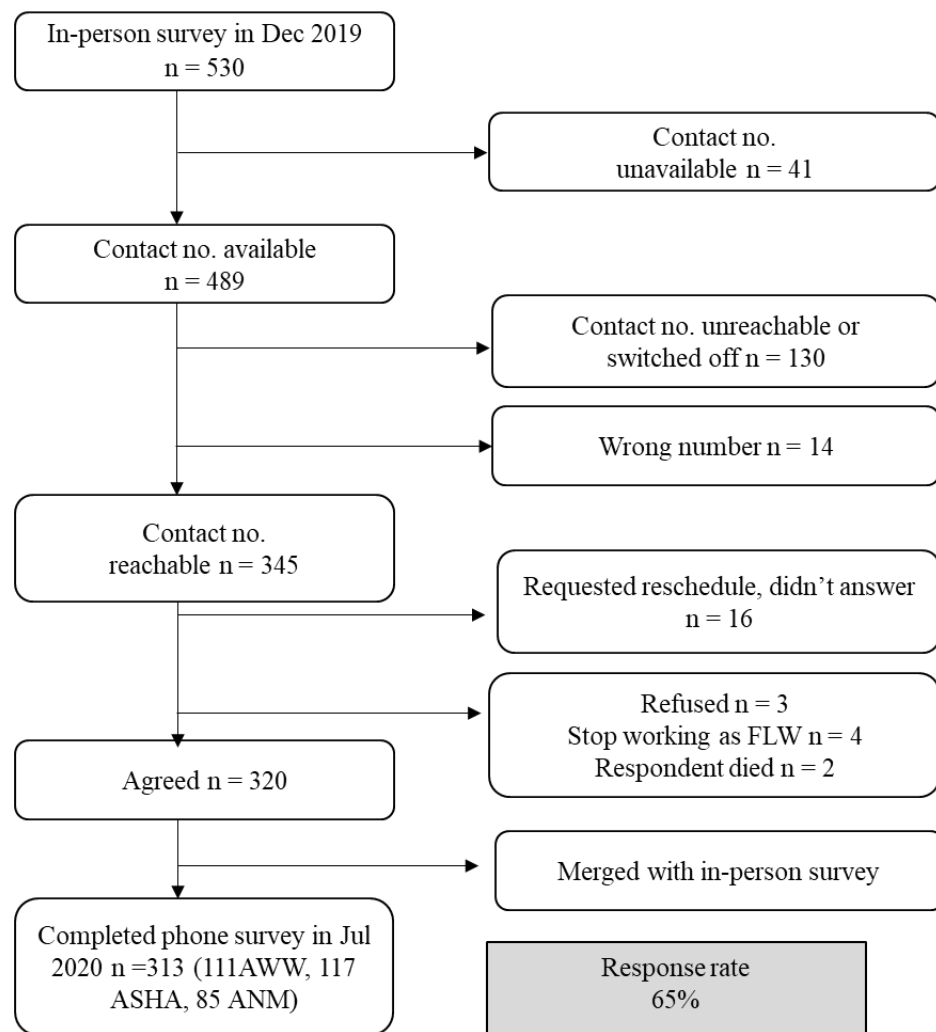 In-person survey in Dec 2019
n = 530
Contact no.
unavailable n = 41
Contact no. available
n = 489
Contact no. unreachable or
switched off n = 130
Wrong number n = 14
Contact no.
reachable n = 345
Requested reschedule, didn’t answer
n = 16
Refused n = 3
Stop working as FLW n = 4
Respondent died n = 2
Agreed n = 320
Merged with in-person survey
Completed phone survey in Jul
2020 n =313 (111AWW, 117
ASHA, 85 ANM)
Response rate
65%